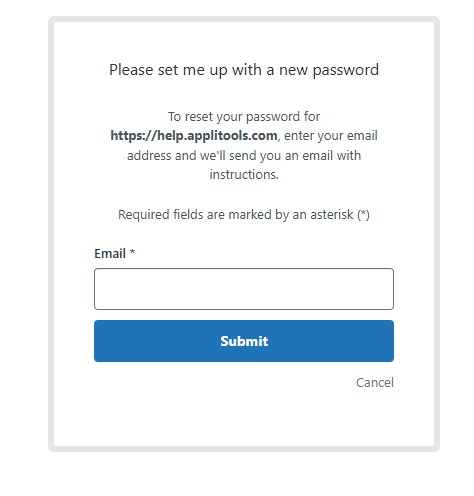 Please set me up with a new password
To reset your password for
https://help.applitools.com, enter your email
address and we'll send you an email with
instructions.
Required fields are marked by an asterisk (*)
Email *
Submit
Cancel